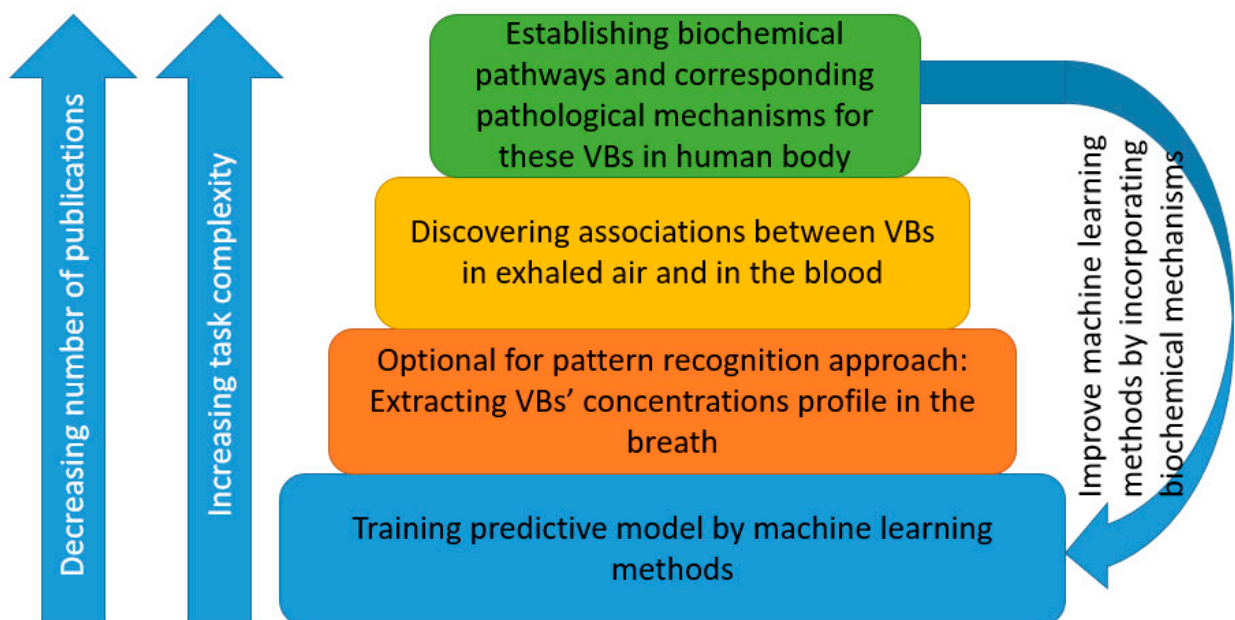 Decreasing number of publications
Increasing task complexity
Establishing biochemical
pathways and corresponding
pathological mechanisms for
these VBs in human body
Discovering associations between VBs
in exhaled air and in the blood
Optional for pattern recognition approach:
Extracting VBs’ concentrations profile in the
breath
Training predictive model by machine learning
methods
Improve machine learning
methods by incorporating
biochemical mechanisms